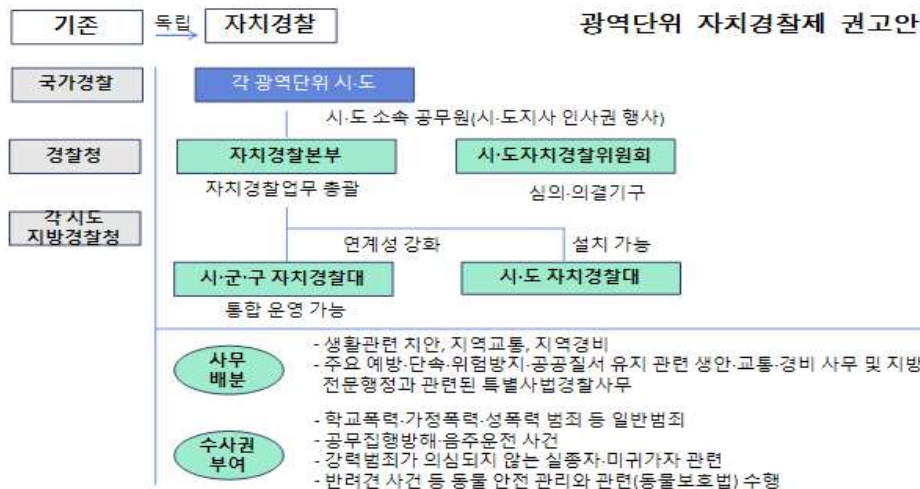 기존
독립
자치경찰
광역단위 자치경찰제 권고안
국가경찰
각 광역단위 시·도
시·도 소속 공무원(시·도지사 인사권 행사)
경찰청
자치경찰본부
시·도자치경찰위원회
자치경찰업무 총괄
심의·의결기구
각 시도
지방경찰청
연계성 강화
설치 가능
시·군·구 자치경찰대
시·도 자치경찰대
통합 운영 가능
사무
배분
- 생활관련 치안, 지역교통, 지역경비
- 주요 예방·단속·위험방지·공공질서 유지 관련 생안·교통·경비 사무 및 지방
전문행정과 관련된 특별사법경찰사무
수사권
부여
- 학교폭력·가정폭력·성폭력 범죄 등 일반범죄
- 공무집행방해·음주운전 사건
- 강력범죄가 의심되지 않는 실종자·미귀가자 관련
- 반려견 사건 등 동물 안전 관리와 관련(동물보호법) 수행